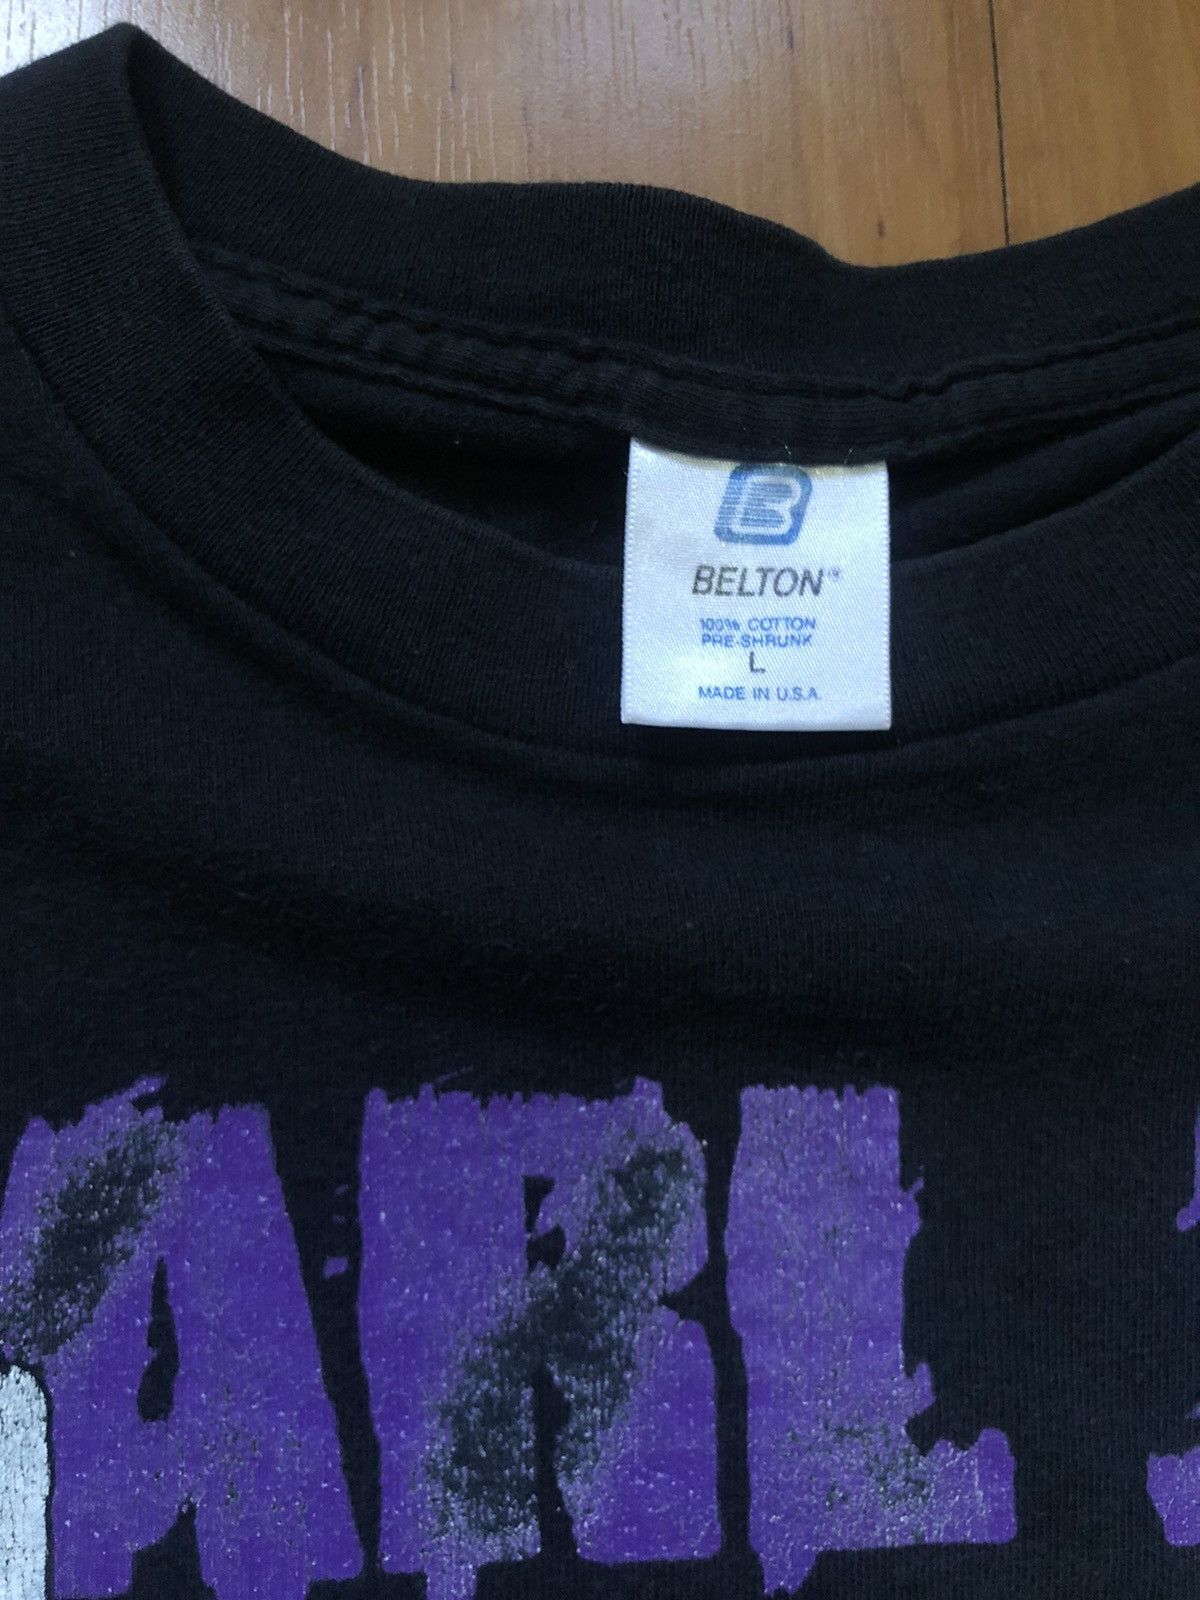 B
BELTON®
100% COTTON
PRE-SHRUNK
L
MADE IN U.S.A.
ARL